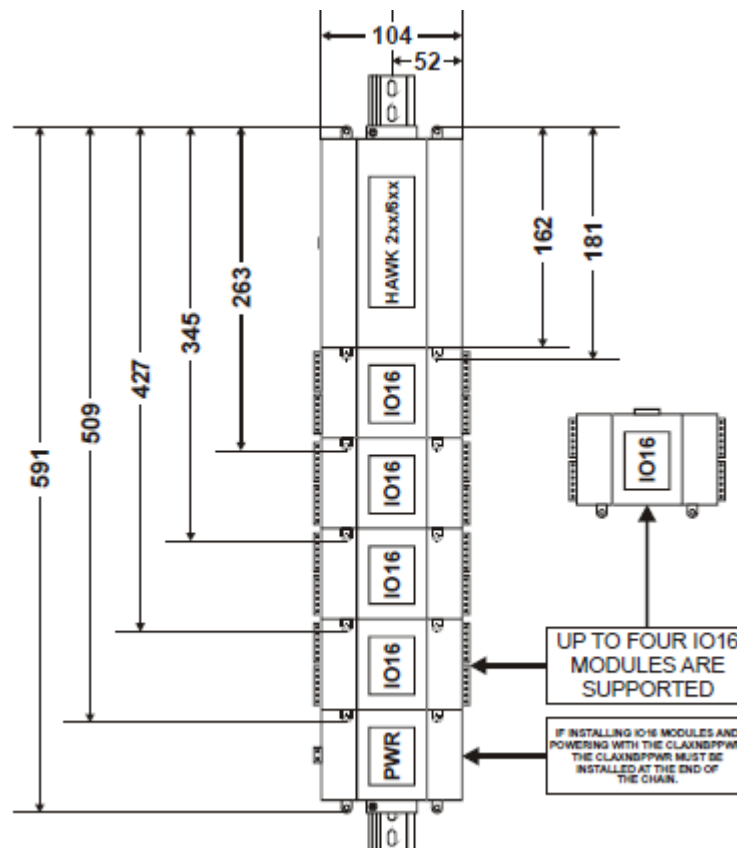 104
52
HAWK 2xx/6xx
162
181
263
345
427
509
591
IO16
IO16
IO16
IO16
PWR
IO16
UP TO FOUR IO16
MODULES ARE
SUPPORTED
IF INSTALLING IO16 MODULES AND
POWERING WITH THE CLAXNBPPWR
THE CLAXNBPPWR MUST BE
INSTALLED AT THE END OF
THE CHAIN.